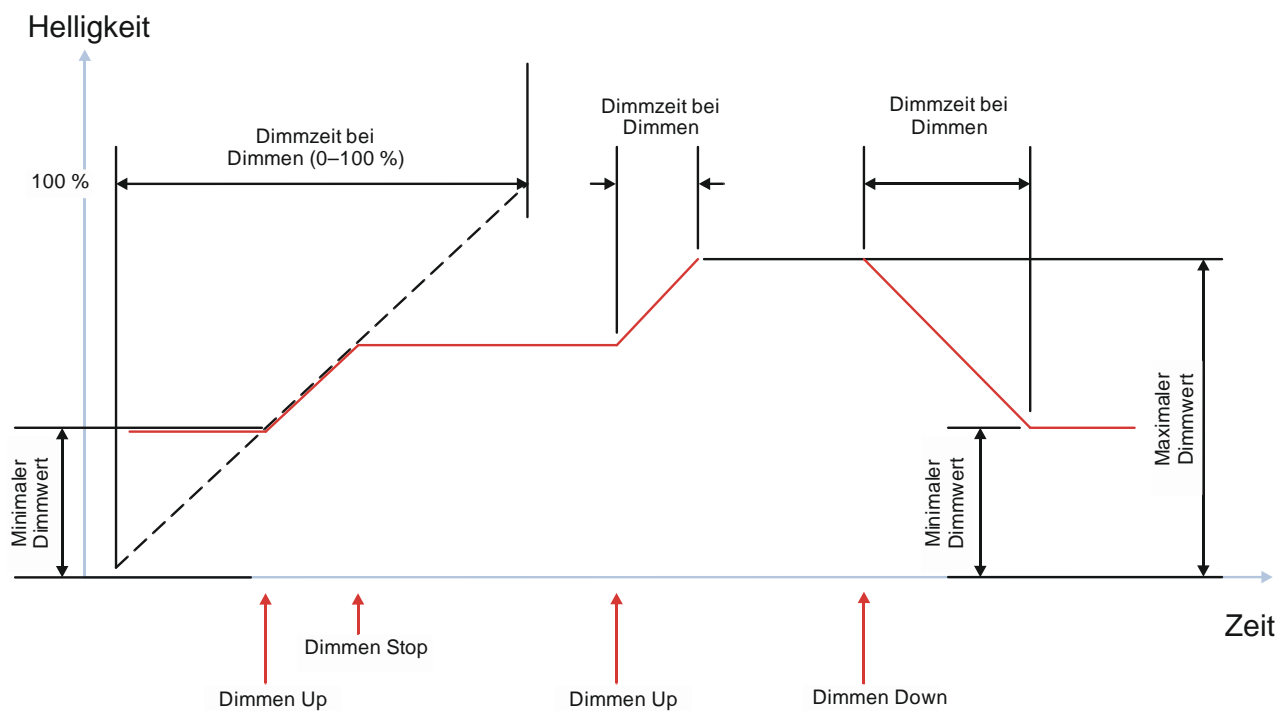 Helligkeit
Dimmzeit bei
Dimmen (0–100 %)
Dimmzeit bei
Dimmen
Dimmzeit bei
Dimmen
100 %
Minimaler
Dimmwert
Minimaler
Dimmwert
Maximaler
Dimmwert
Zeit
Dimmen Stop
Dimmen Up
Dimmen Up
Dimmen Down